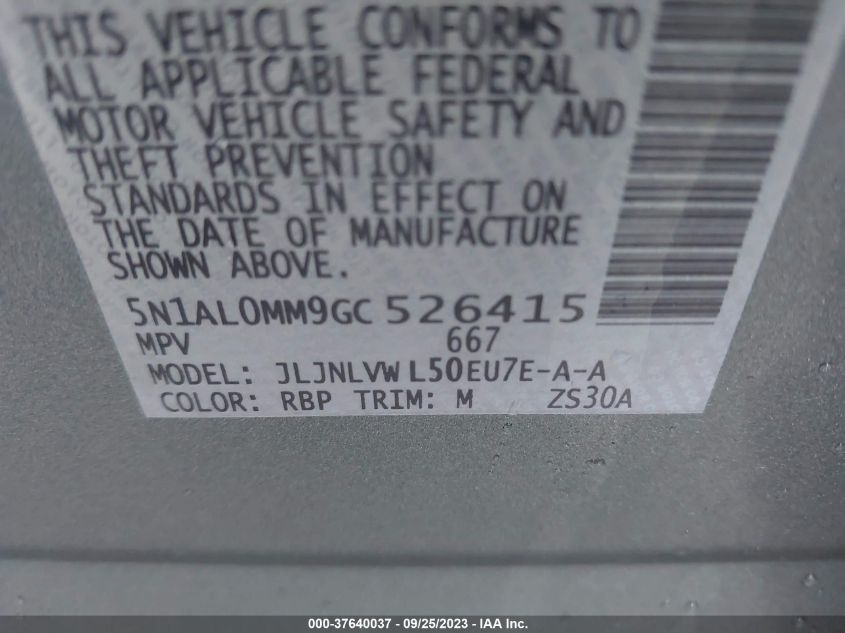 THIS VEHICLE CONFORMS TO
ALL APPLICABLE FEDERAL
MOTOR VEHICLE SAFETY AND
THEFT PREVENTION
STANDARDS IN EFFECT ON
THE DATE OF MANUFACTURE
SHOWN ABOVE.
5N1AL0MM9GC 526415
MPV 667
MODEL: JLJNLVW L50EU7E-A-A
COLOR: RBP TRIM: M ZS30A
000-37640037 - 09/25/2023 - IAA Inc.